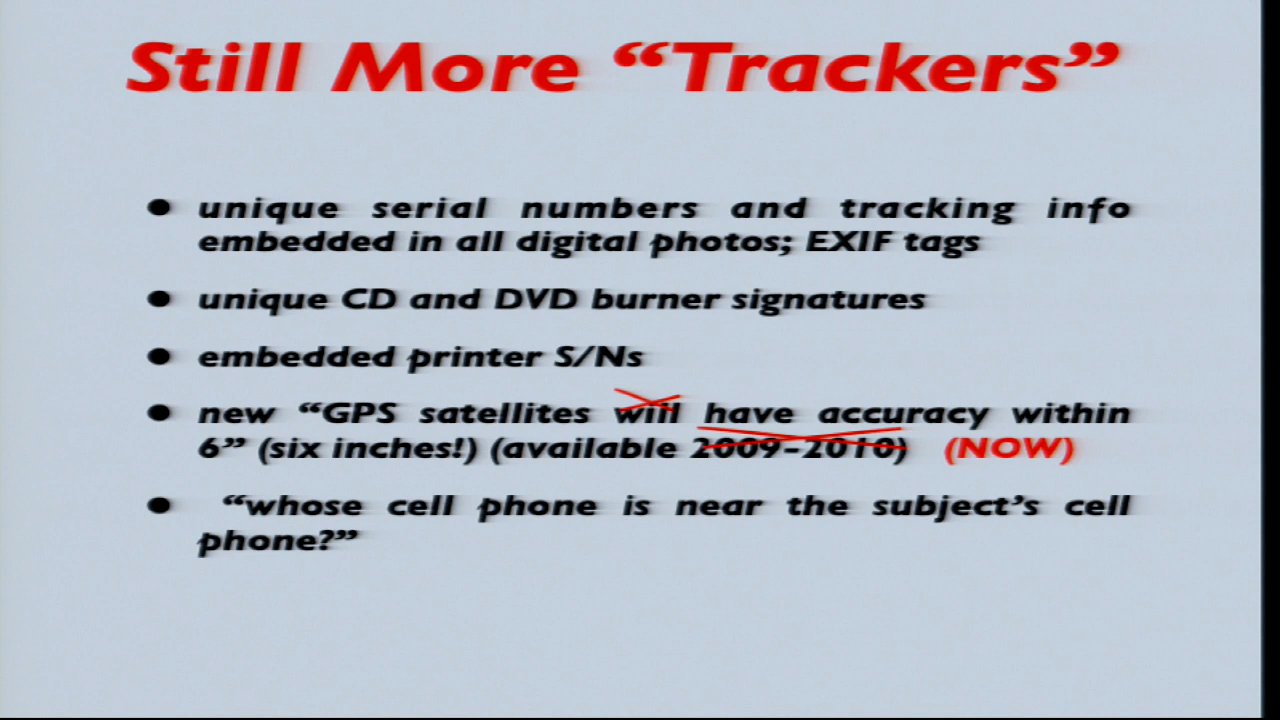 Still More “Trackers”
● unique serial numbers and tracking info
embedded in all digital photos; EXIF tags
● unique CD and DVD burner signatures
● embedded printer S/Ns
● new “GPS satellites will have accuracy within
6” (six inches!) (available 2009-2010) (NOW)
● “whose cell phone is near the subject’s cell
phone?”